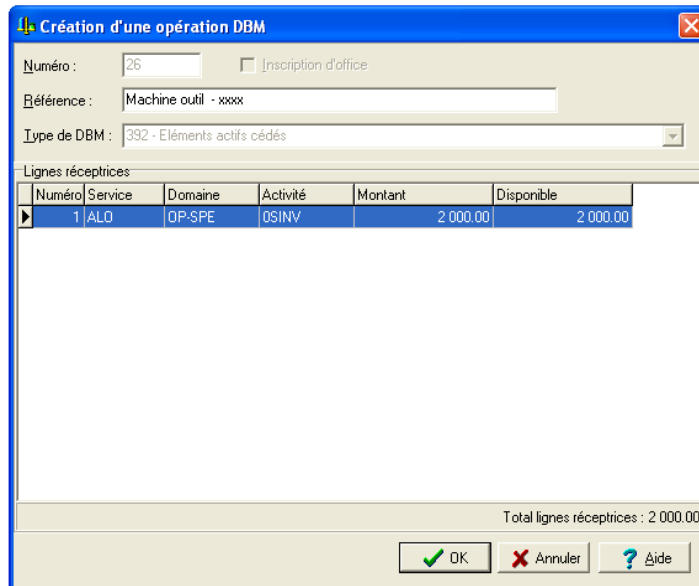 Création d'une opération DBM
Numéro : 26 Inscription d'office
Référence : Machine outil - xxxx
Type de DBM : 392 - Eléments actifs cédés
Lignes réceptrices
Numéro Service Domaine Activité Montant Disponible
1 ALO OP-SPE 0SINV 2 000.00 2 000.00
Total lignes réceptrices : 2 000.00
OK Annuler Aide